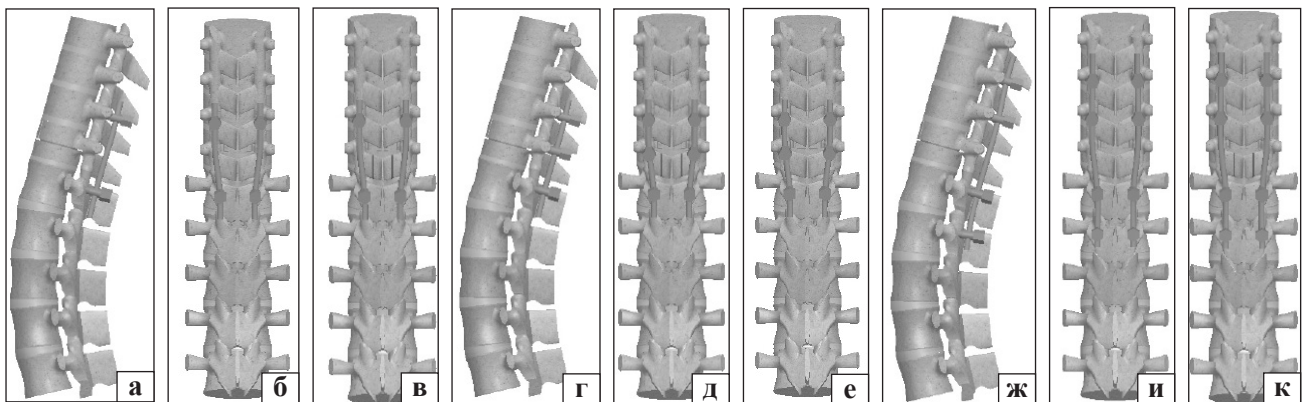 а б в г д е ж и к